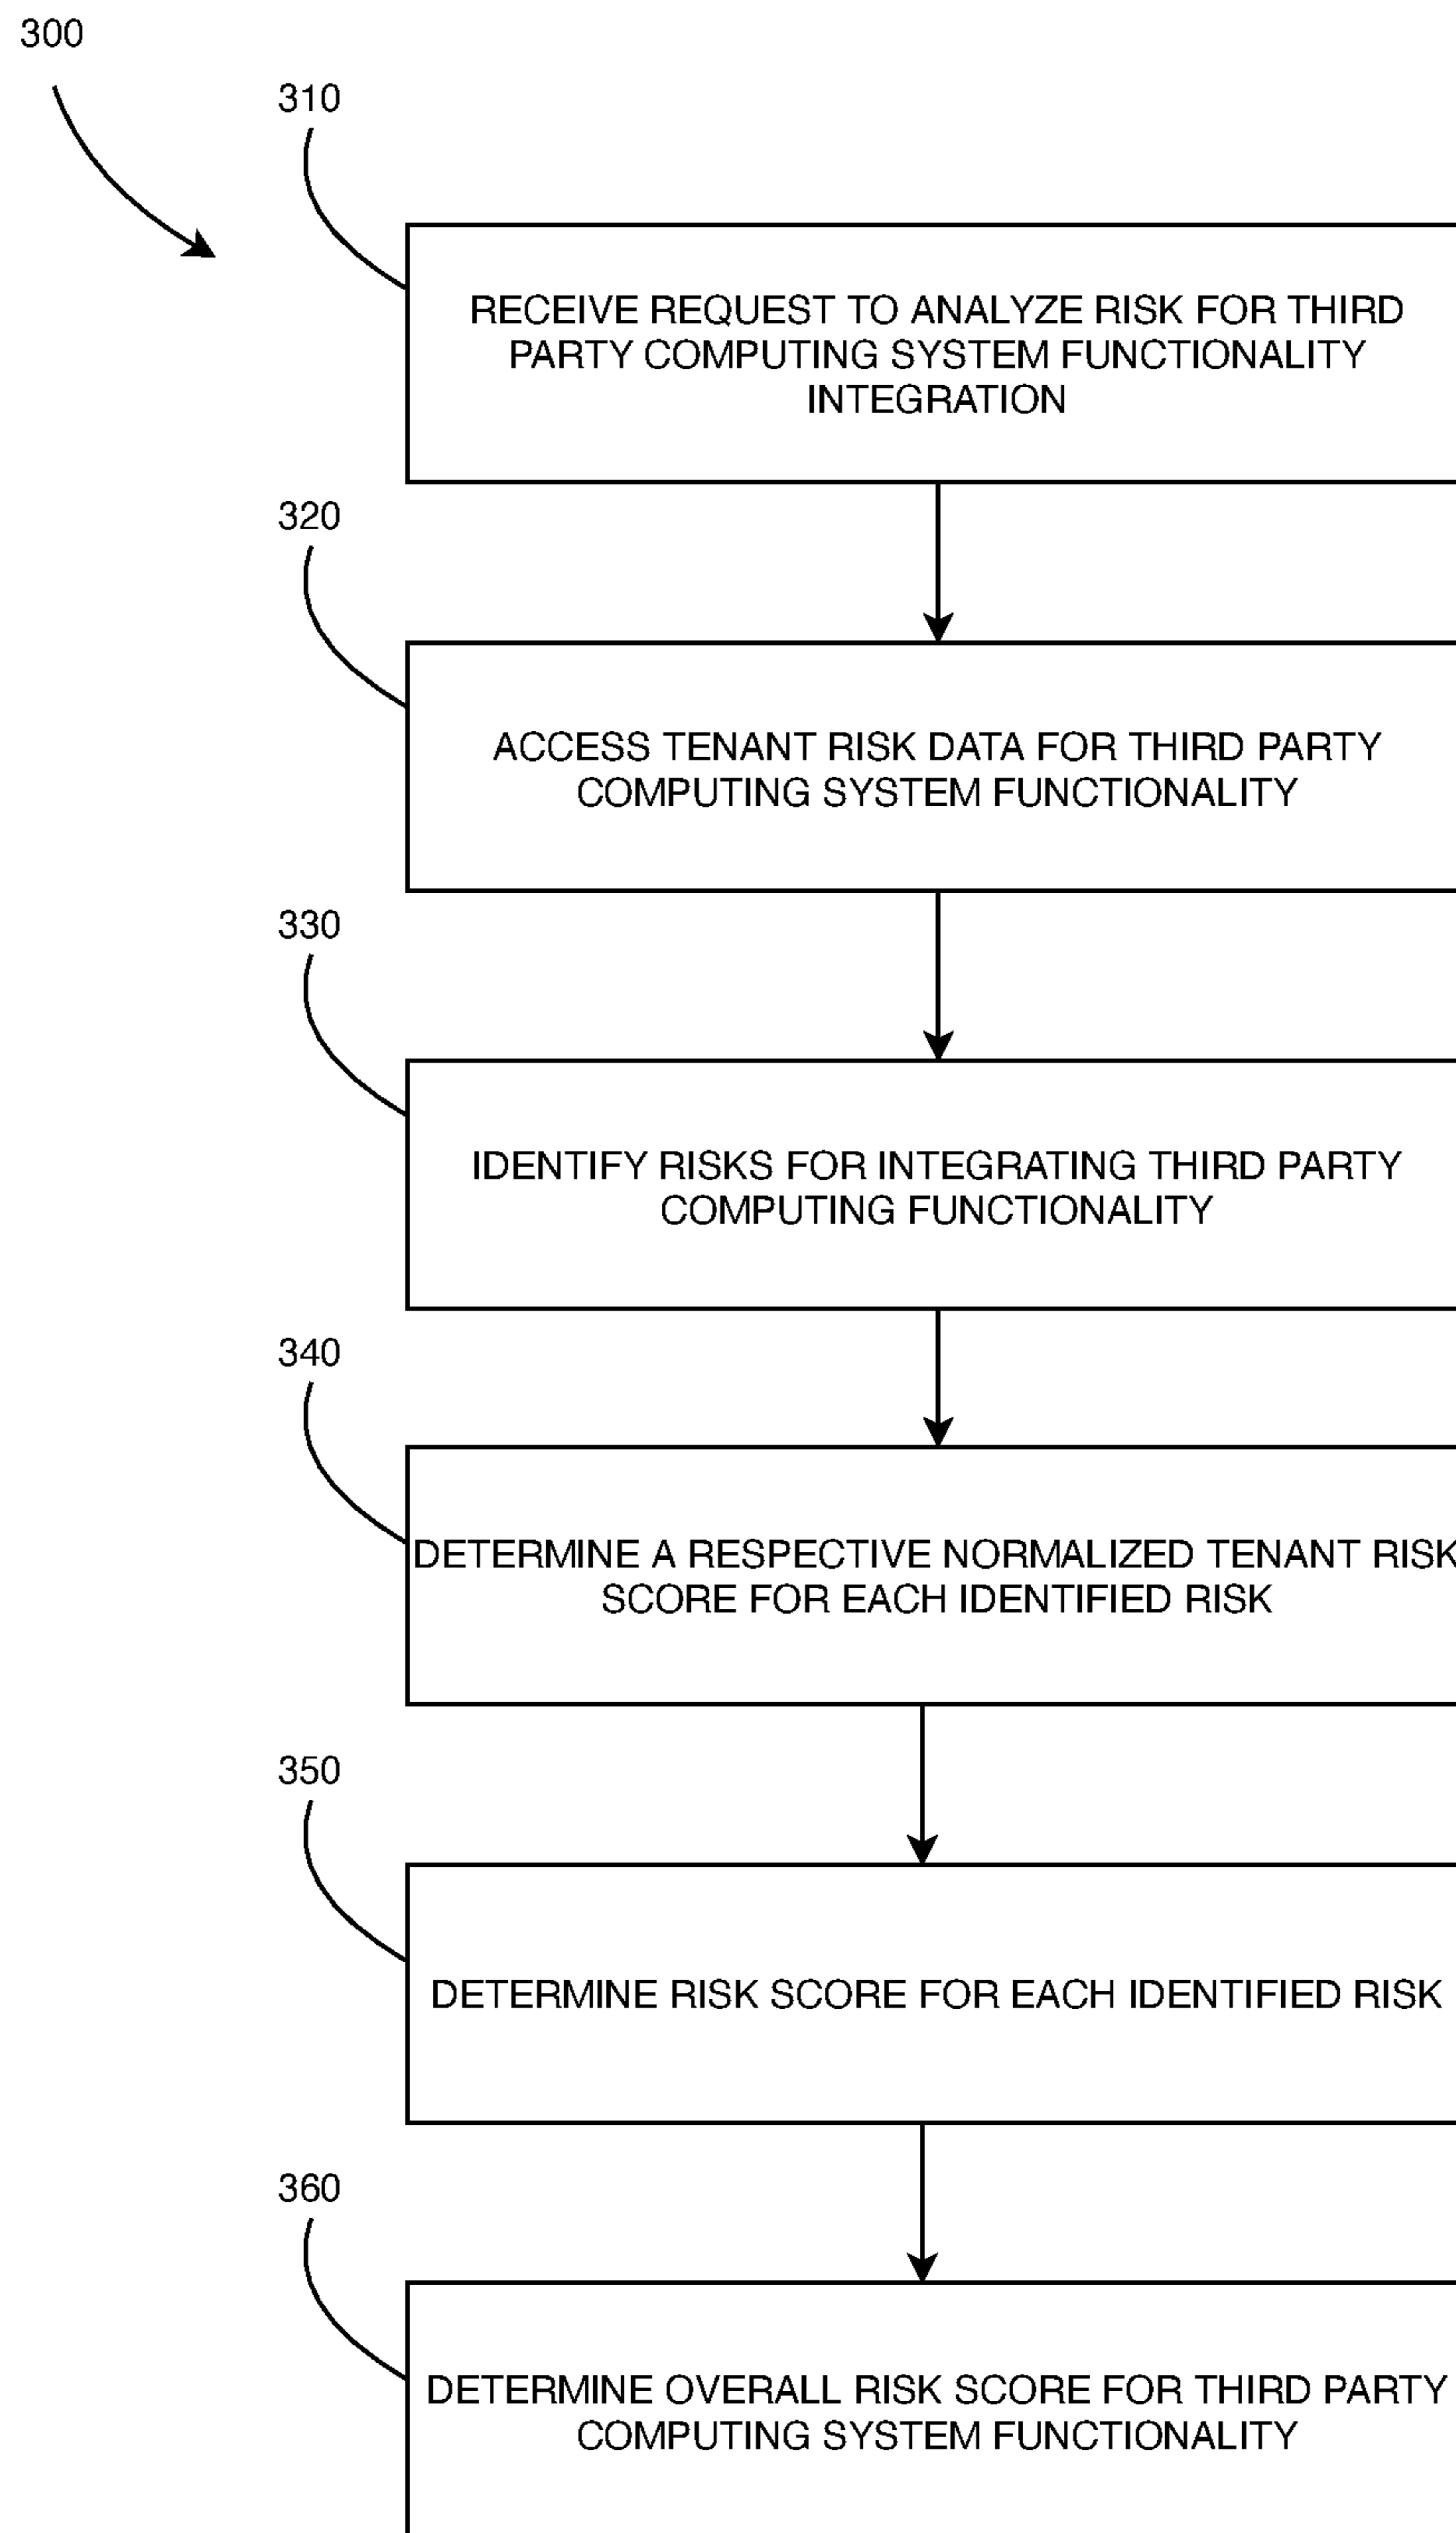 300
310
RECEIVE REQUEST TO ANALYZE RISK FOR THIRD
PARTY COMPUTING SYSTEM FUNCTIONALITY
INTEGRATION
320
ACCESS TENANT RISK DATA FOR THIRD PARTY
COMPUTING SYSTEM FUNCTIONALITY
330
IDENTIFY RISKS FOR INTEGRATING THIRD PARTY
COMPUTING FUNCTIONALITY
340
DETERMINE A RESPECTIVE NORMALIZED TENANT RISK
SCORE FOR EACH IDENTIFIED RISK
350
DETERMINE RISK SCORE FOR EACH IDENTIFIED RISK
360
DETERMINE OVERALL RISK SCORE FOR THIRD PARTY
COMPUTING SYSTEM FUNCTIONALITY